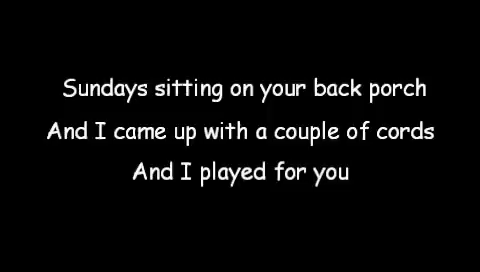 Sundays sitting on your back porch
And I came up with a couple of cords
And I played for you